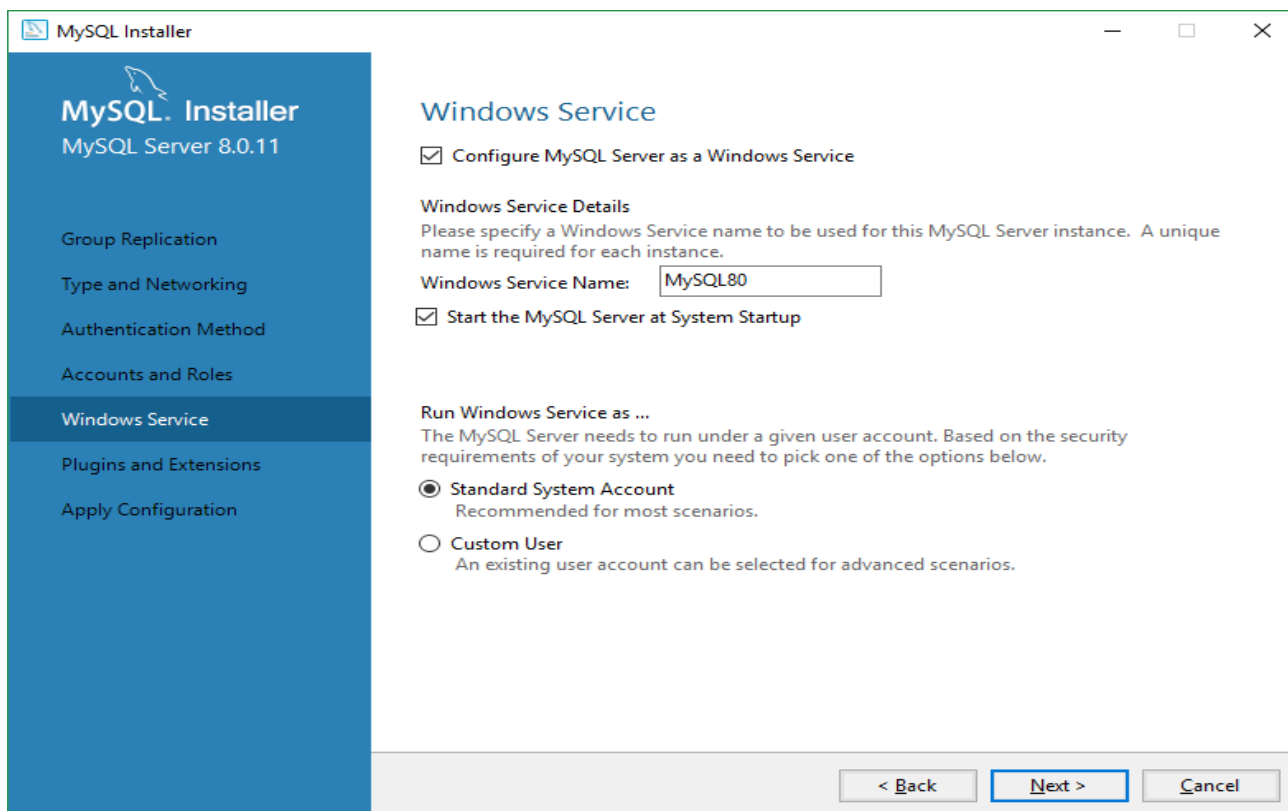 MySQL Installer
MySQL. Installer
MySQL Server 8.0.11
Group Replication
Type and Networking
Authentication Method
Accounts and Roles
Windows Service
Plugins and Extensions
Apply Configuration
Windows Service
Configure MySQL Server as a Windows Service
Windows Service Details
Please specify a Windows Service name to be used for this MySQL Server instance. A unique
name is required for each instance.
Windows Service Name: MySQL80
Start the MySQL Server at System Startup
Run Windows Service as ...
The MySQL Server needs to run under a given user account. Based on the security
requirements of your system you need to pick one of the options below.
Standard System Account
Recommended for most scenarios.
Custom User
An existing user account can be selected for advanced scenarios.
< Back Next > Cancel